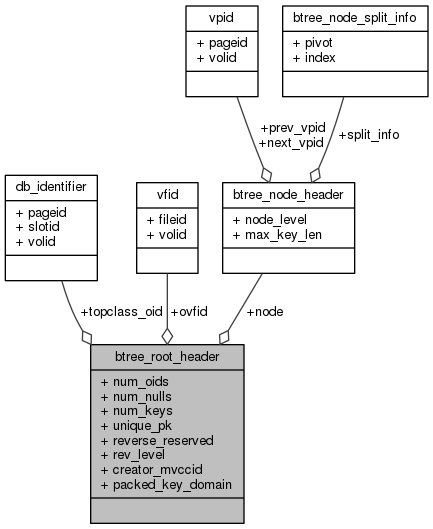 vpid
+ pageid
+ volid
btree_node_split_info
+ pivot
+ index
+prev_vpid
+next_vpid
+split_info
db_identifier
+ pageid
+ slotid
+ volid
vfid
+ fileid
+ volid
btree_node_header
+ node_level
+ max_key_len
+topclass_oid
+ovfid
+node
btree_root_header
+ num_oids
+ num_nulls
+ num_keys
+ unique_pk
+ reverse_reserved
+ rev_level
+ creator_mvccid
+ packed_key_domain